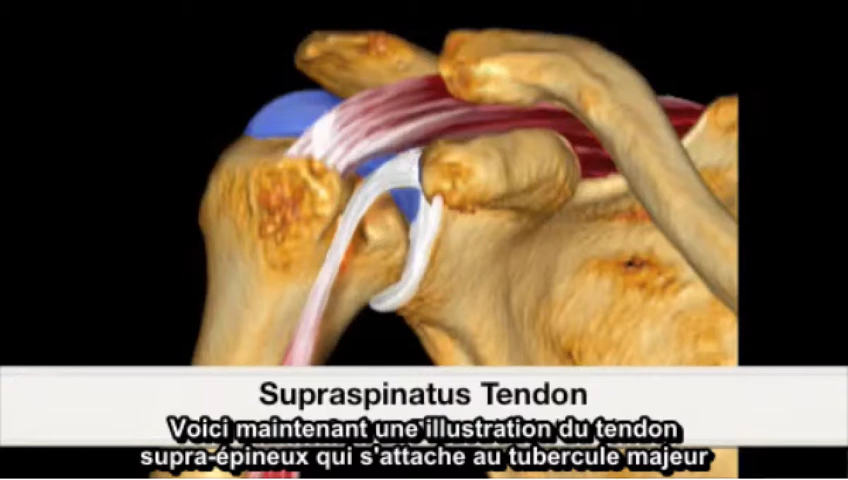 Supraspinatus Tendon
Voici maintenant une illustration du tendon
supra-épineux qui s'attache au tubercule majeur